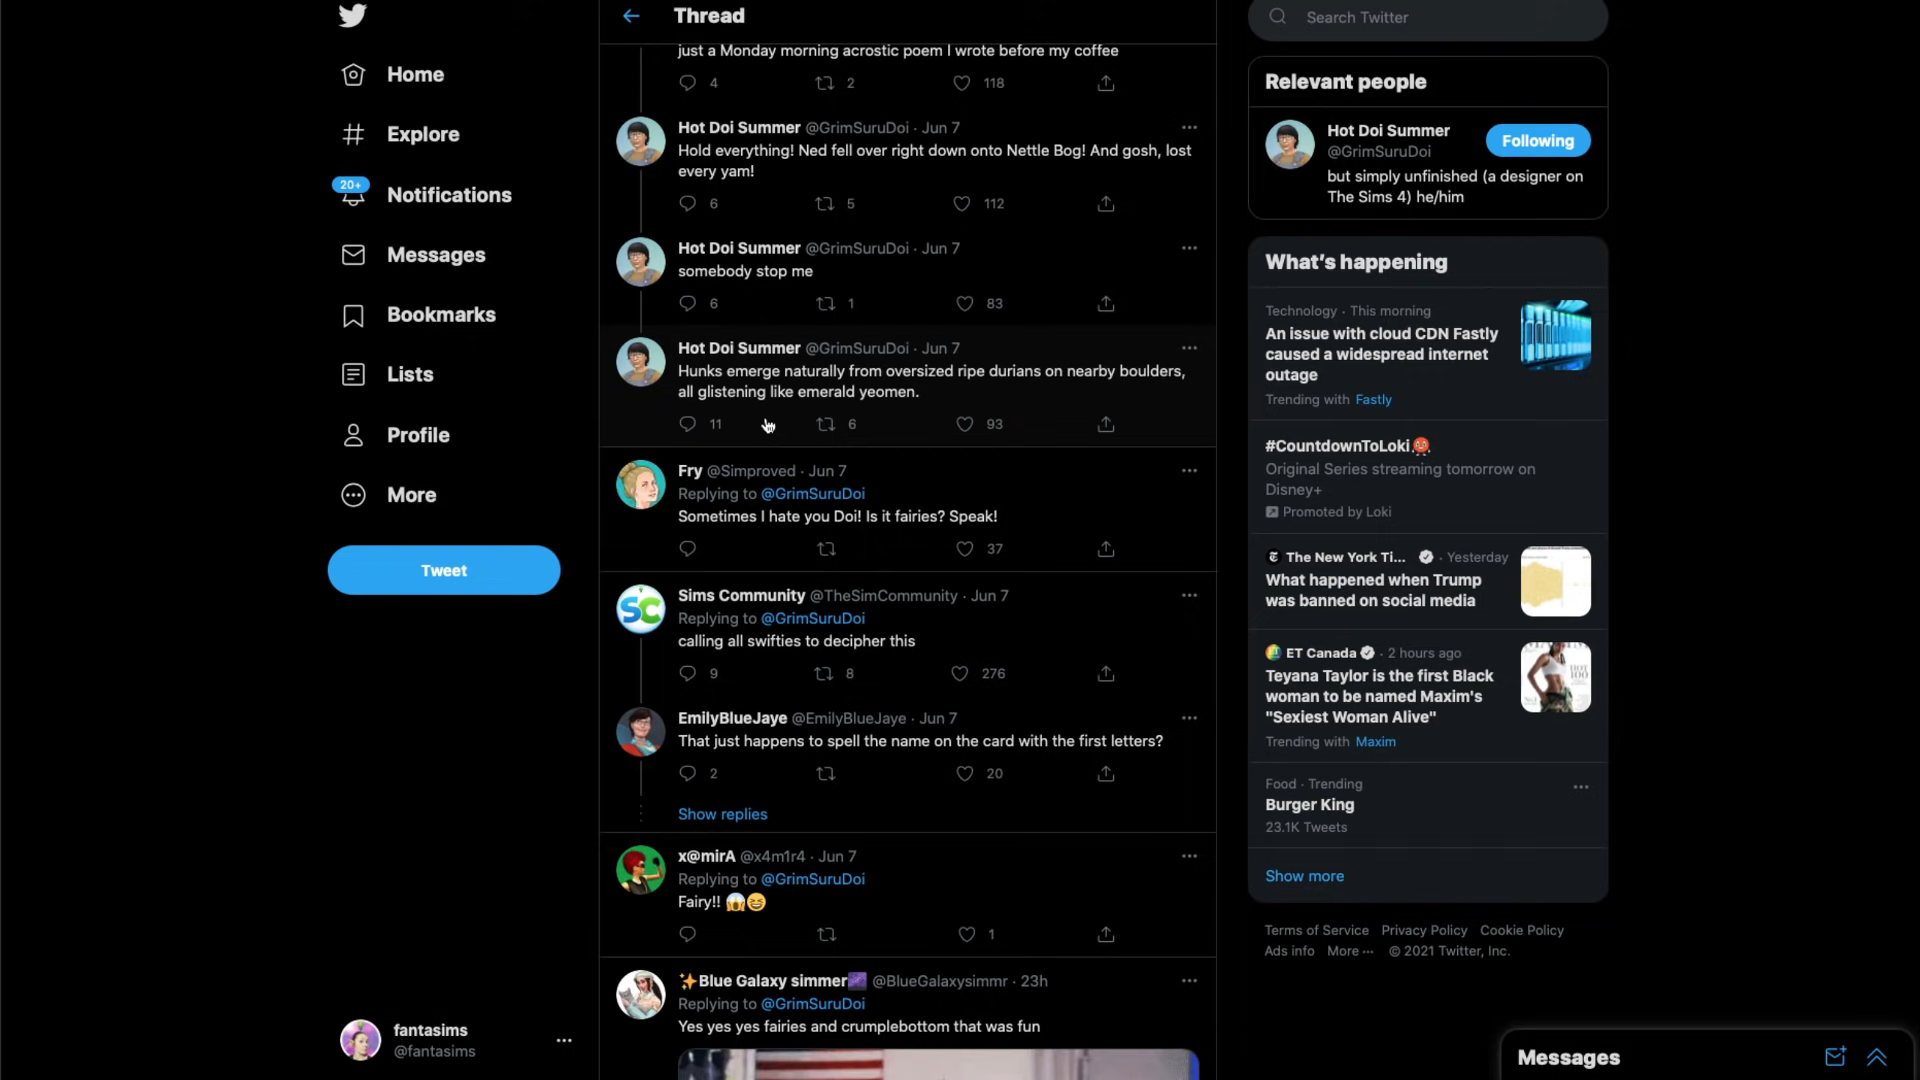 Home
Explore
20+
Notifications
Messages
Bookmarks
Lists
Profile
More
Tweet
fantasims
@fantasims
Thread
just a Monday morning acrostic poem I wrote before my coffee
4 2 118
Hot Doi Summer @GrimSuruDoi · Jun 7
Hold everything! Ned fell over right down onto Nettle Bog! And gosh, lost
every yam!
6 5 112
Hot Doi Summer @GrimSuruDoi · Jun 7
somebody stop me
6 1 83
Hot Doi Summer @GrimSuruDoi · Jun 7
Hunks emerge naturally from oversized ripe durians on nearby boulders,
all glistening like emerald yeomen.
11 6 93
Fry @Simproved · Jun 7
Replying to @GrimSuruDoi
Sometimes I hate you Doi! Is it fairies? Speak!
37
Sims Community @TheSimCommunity · Jun 7
Replying to @GrimSuruDoi
calling all swifties to decipher this
9 8 276
EmilyBlueJaye @EmilyBlueJaye · Jun 7
That just happens to spell the name on the card with the first letters?
2 20
Show replies
x@mirA @x4m1r4 · Jun 7
Replying to @GrimSuruDoi
Fairy!! 😱😆
1
✨Blue Galaxy simmer🌌 @BlueGalaxysimmr · 23h
Replying to @GrimSuruDoi
Yes yes yes fairies and crumplebottom that was fun
Search Twitter
Relevant people
Hot Doi Summer
@GrimSuruDoi
Following
but simply unfinished (a designer on
The Sims 4) he/him
What's happening
Technology · This morning
An issue with cloud CDN Fastly
caused a widespread internet
outage
Trending with Fastly
#CountdownToLoki
Original Series streaming tomorrow on
Disney+
Promoted by Loki
The New York Ti... · Yesterday
What happened when Trump
was banned on social media
ET Canada · 2 hours ago
Teyana Taylor is the first Black
woman to be named Maxim's
"Sexiest Woman Alive"
Trending with Maxim
Food · Trending
Burger King
23.1K Tweets
Show more
Terms of Service Privacy Policy Cookie Policy
Ads info More ··· © 2021 Twitter, Inc.
Messages